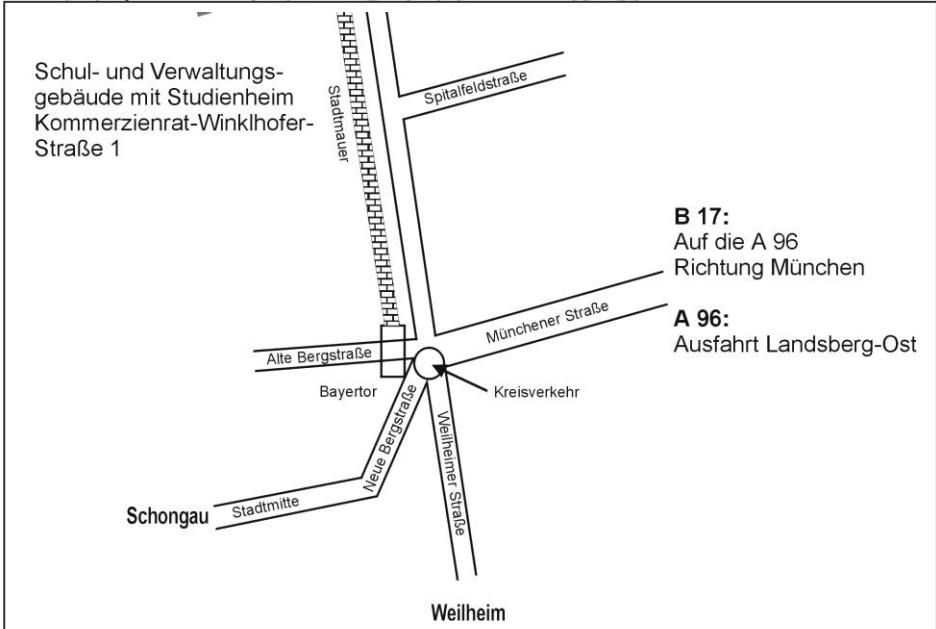 Schul- und Verwaltungs-
gebäude mit Studienheim
Kommerzienrat-Winklhofer-
Straße 1
Stadtmauer
Spitalfeldstraße
B 17:
Auf die A 96
Richtung München
Münchener Straße
A 96:
Ausfahrt Landsberg-Ost
Alte Bergstraße
Bayertor
Kreisverkehr
Neue Bergstraße
Weilheimer Straße
Schongau
Stadtmitte
Weilheim